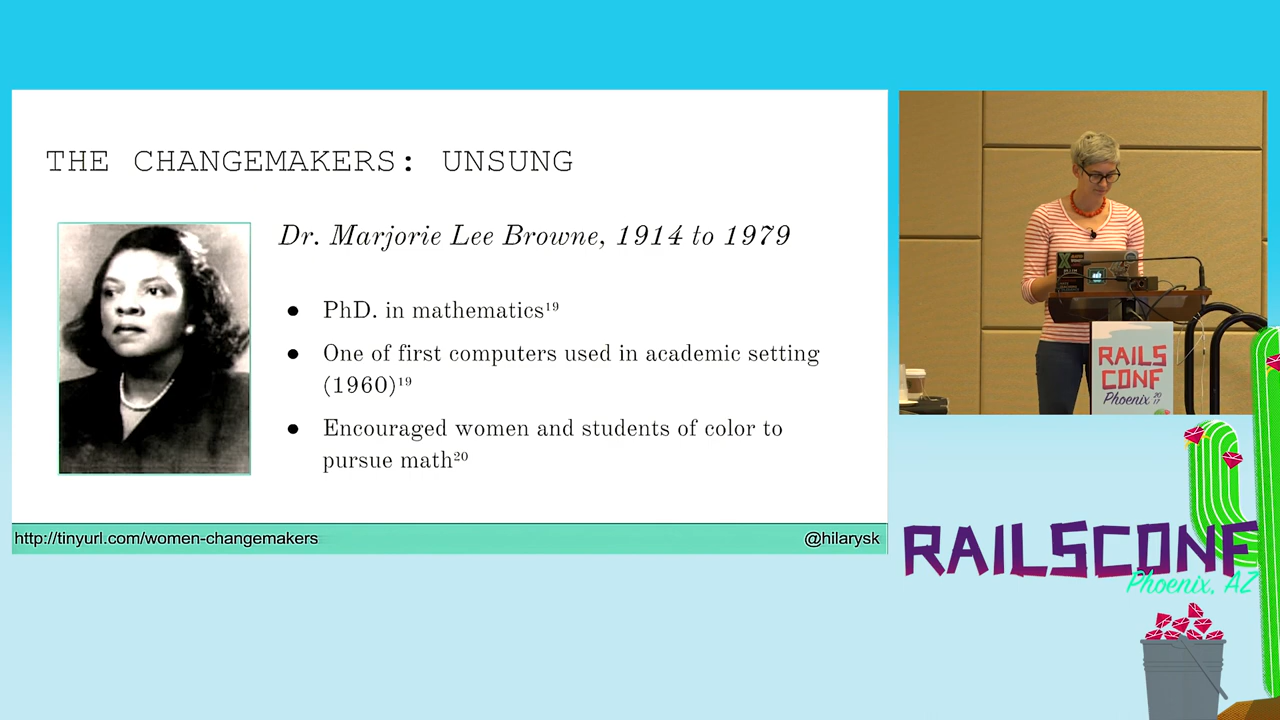 THE CHANGEMAKERS: UNSUNG
Dr. Marjorie Lee Browne, 1914 to 1979
● PhD. in mathematics¹⁹
● One of first computers used in academic setting
(1960)¹⁹
● Encouraged women and students of color to
pursue math²⁰
http://tinyurl.com/women-changemakers
@hilarysk
RAILS
CONF
Phoenix 20
17
RAILSCONF
Phoenix, AZ